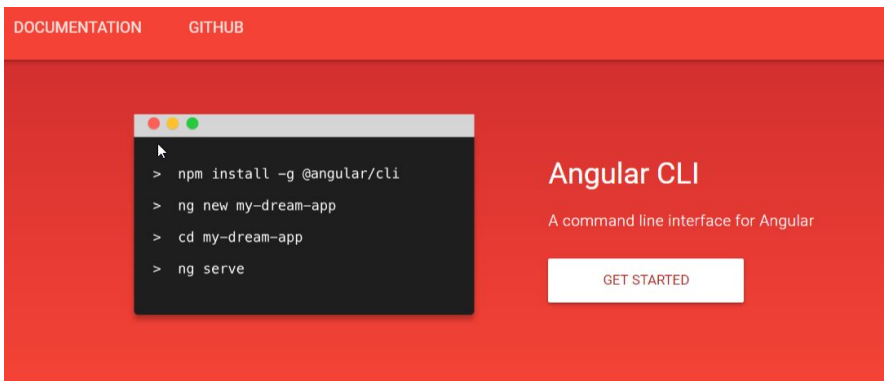 DOCUMENTATION GITHUB
> npm install -g @angular/cli
> ng new my-dream-app
> cd my-dream-app
> ng serve
Angular CLI
A command line interface for Angular
GET STARTED